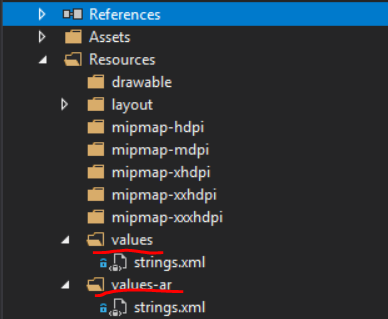 References
Assets
Resources
drawable
layout
mipmap-hdpi
mipmap-mdpi
mipmap-xhdpi
mipmap-xxhdpi
mipmap-xxxhdpi
values
strings.xml
values-ar
strings.xml